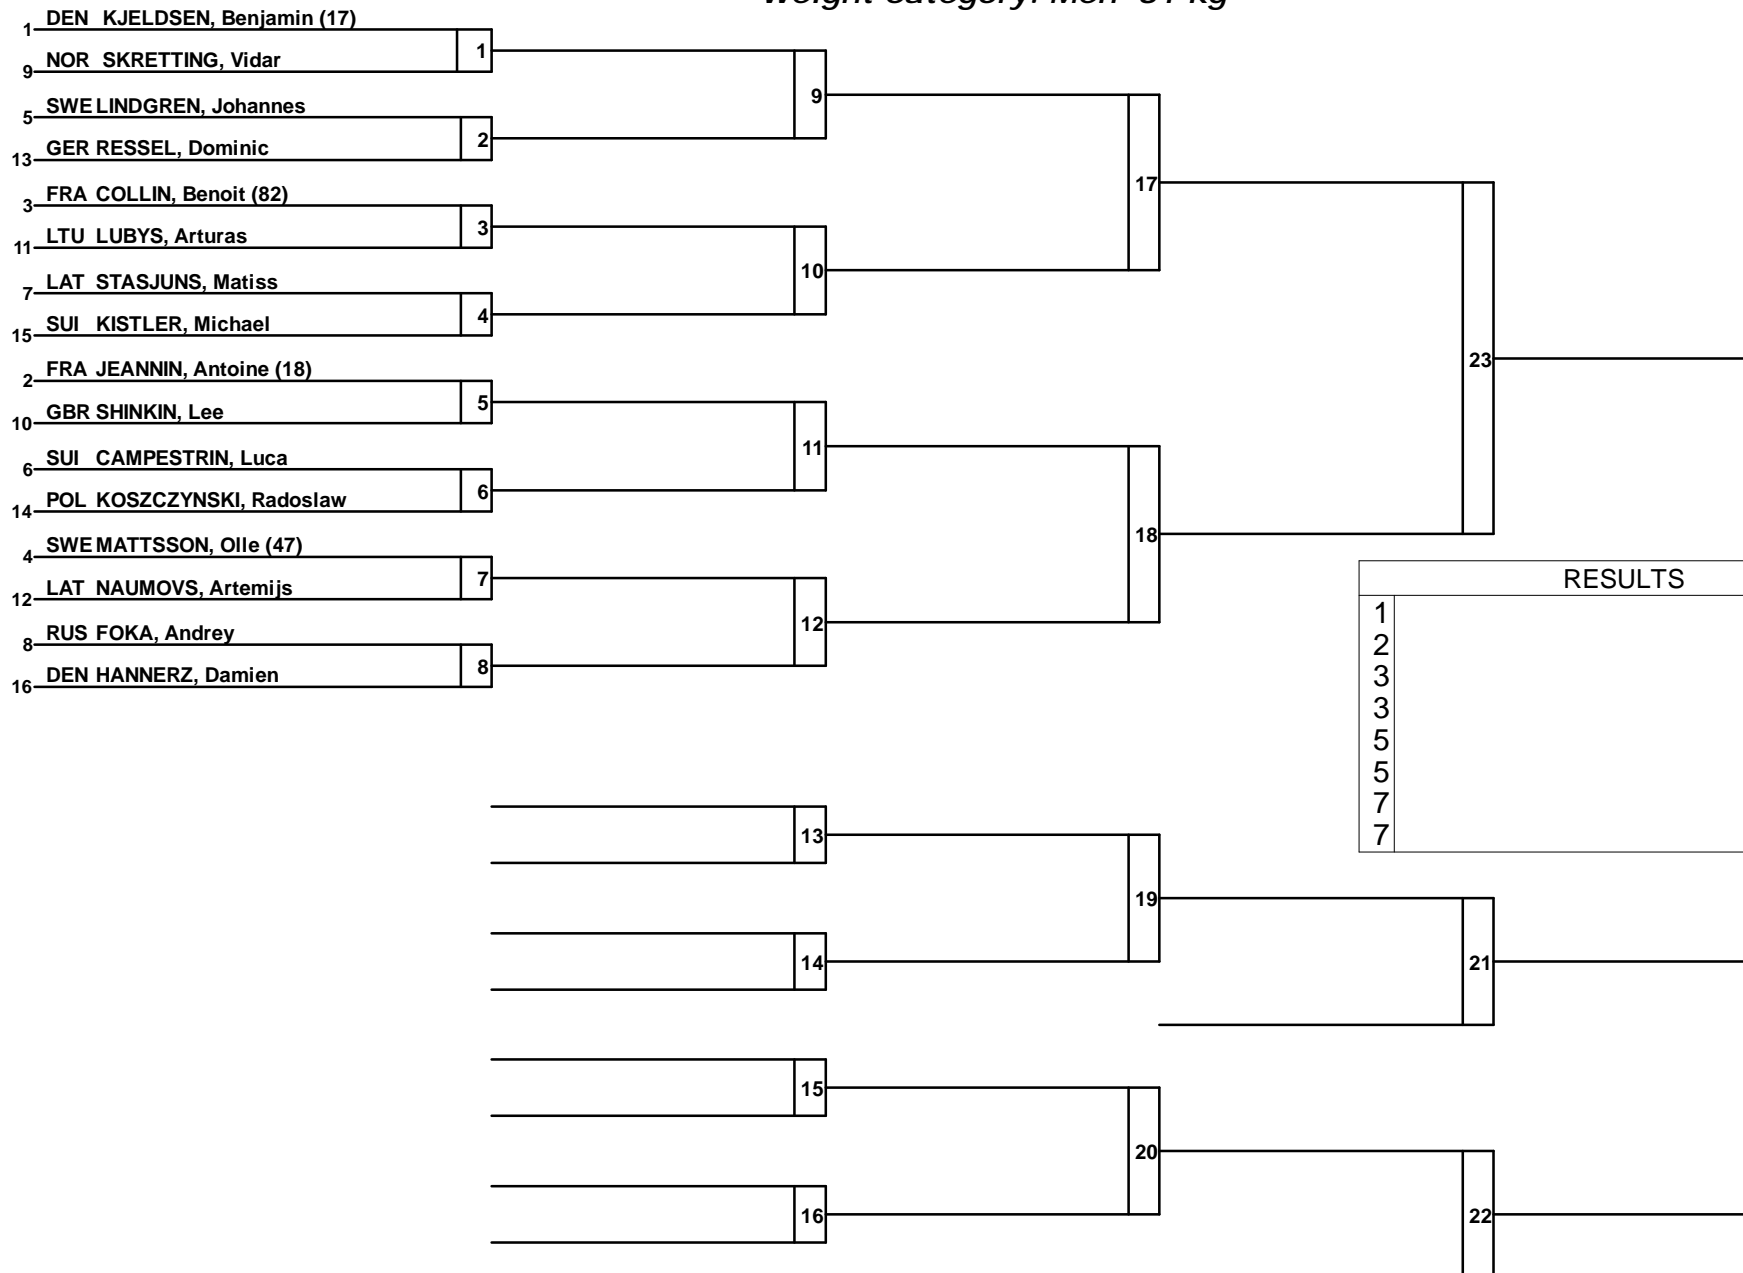 1 DEN KJELDSEN, Benjamin (17)
1
9 NOR SKRETTING, Vidar
9
5 SWE LINDGREN, Johannes
2
13 GER RESSEL, Dominic
17
3 FRA COLLIN, Benoit (82)
3
11 LTU LUBYS, Arturas
10
7 LAT STASJUNS, Matiss
4
15 SUI KISTLER, Michael
23
2 FRA JEANNIN, Antoine (18)
5
10 GBR SHINKIN, Lee
11
6 SUI CAMPESTRIN, Luca
6
14 POL KOSZCZYNSKI, Radoslaw
18
4 SWE MATTSSON, Olle (47)
7
12 LAT NAUMOVS, Artemijs
12
8 RUS FOKA, Andrey
8
16 DEN HANNERZ, Damien
RESULTS
1
2
3
3
5
5
7
7
13
19
14
21
15
20
16
22